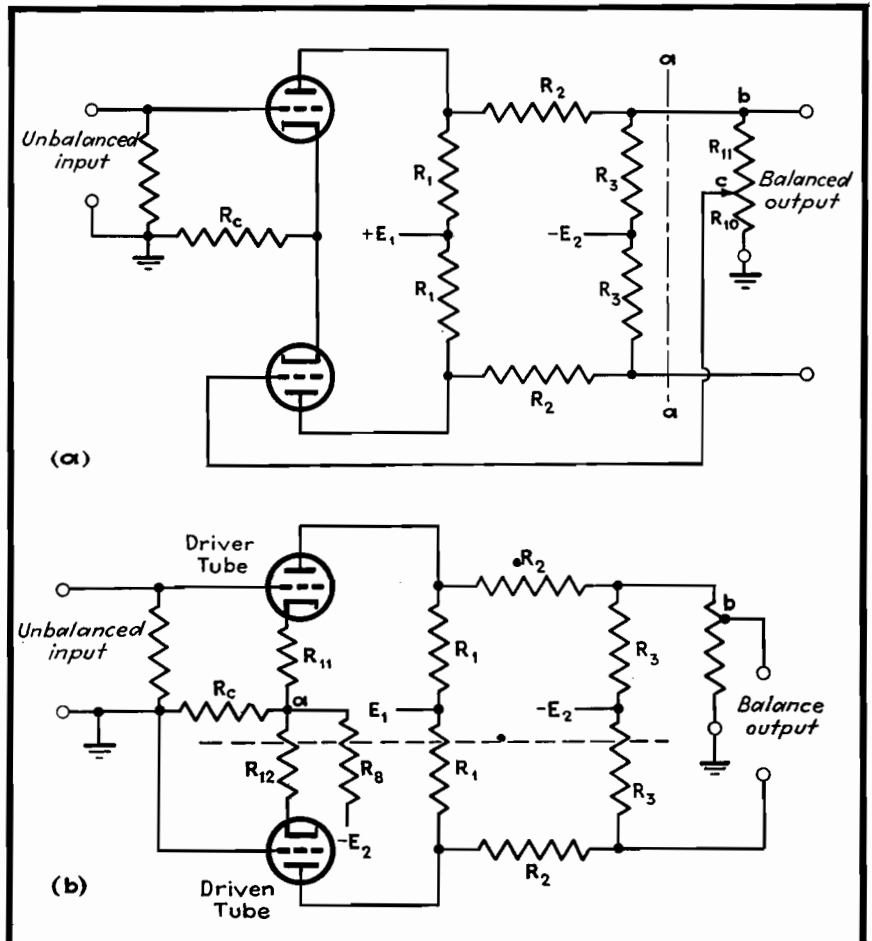 a
R2
b
Unbalanced
input
R1
R3
R11
c
Balanced
output
Rc
+E1
-E2
R10
R1
R3
R2
a
(a)
Driver
Tube
R2
Unbalanced
input
R11
R1
R3
b
Rc
a
E1
-E2
Balance
output
R12
R8
R1
R3
-E2
R2
(b)
Driven
Tube